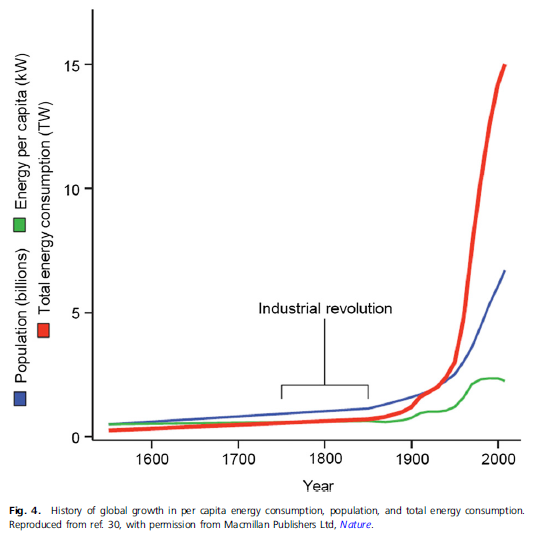 Population (billions) Energy per capita (kW)
Total energy consumption (TW)
15
10
5
0
Industrial revolution
1600 1700 1800 1900 2000
Year
Fig. 4. History of global growth in per capita energy consumption, population, and total energy consumption.
Reproduced from ref. 30, with permission from Macmillan Publishers Ltd, Nature.